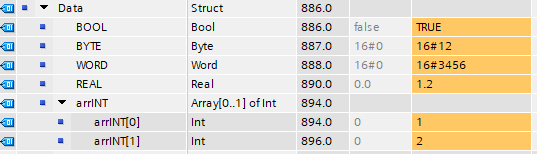 Data Struct 886.0
BOOL Bool 886.0 false TRUE
BYTE Byte 887.0 16#0 16#12
WORD Word 888.0 16#0 16#3456
REAL Real 890.0 0.0 1.2
arrINT Array[0..1] of Int 894.0
arrINT[0] Int 894.0 0 1
arrINT[1] Int 896.0 0 2